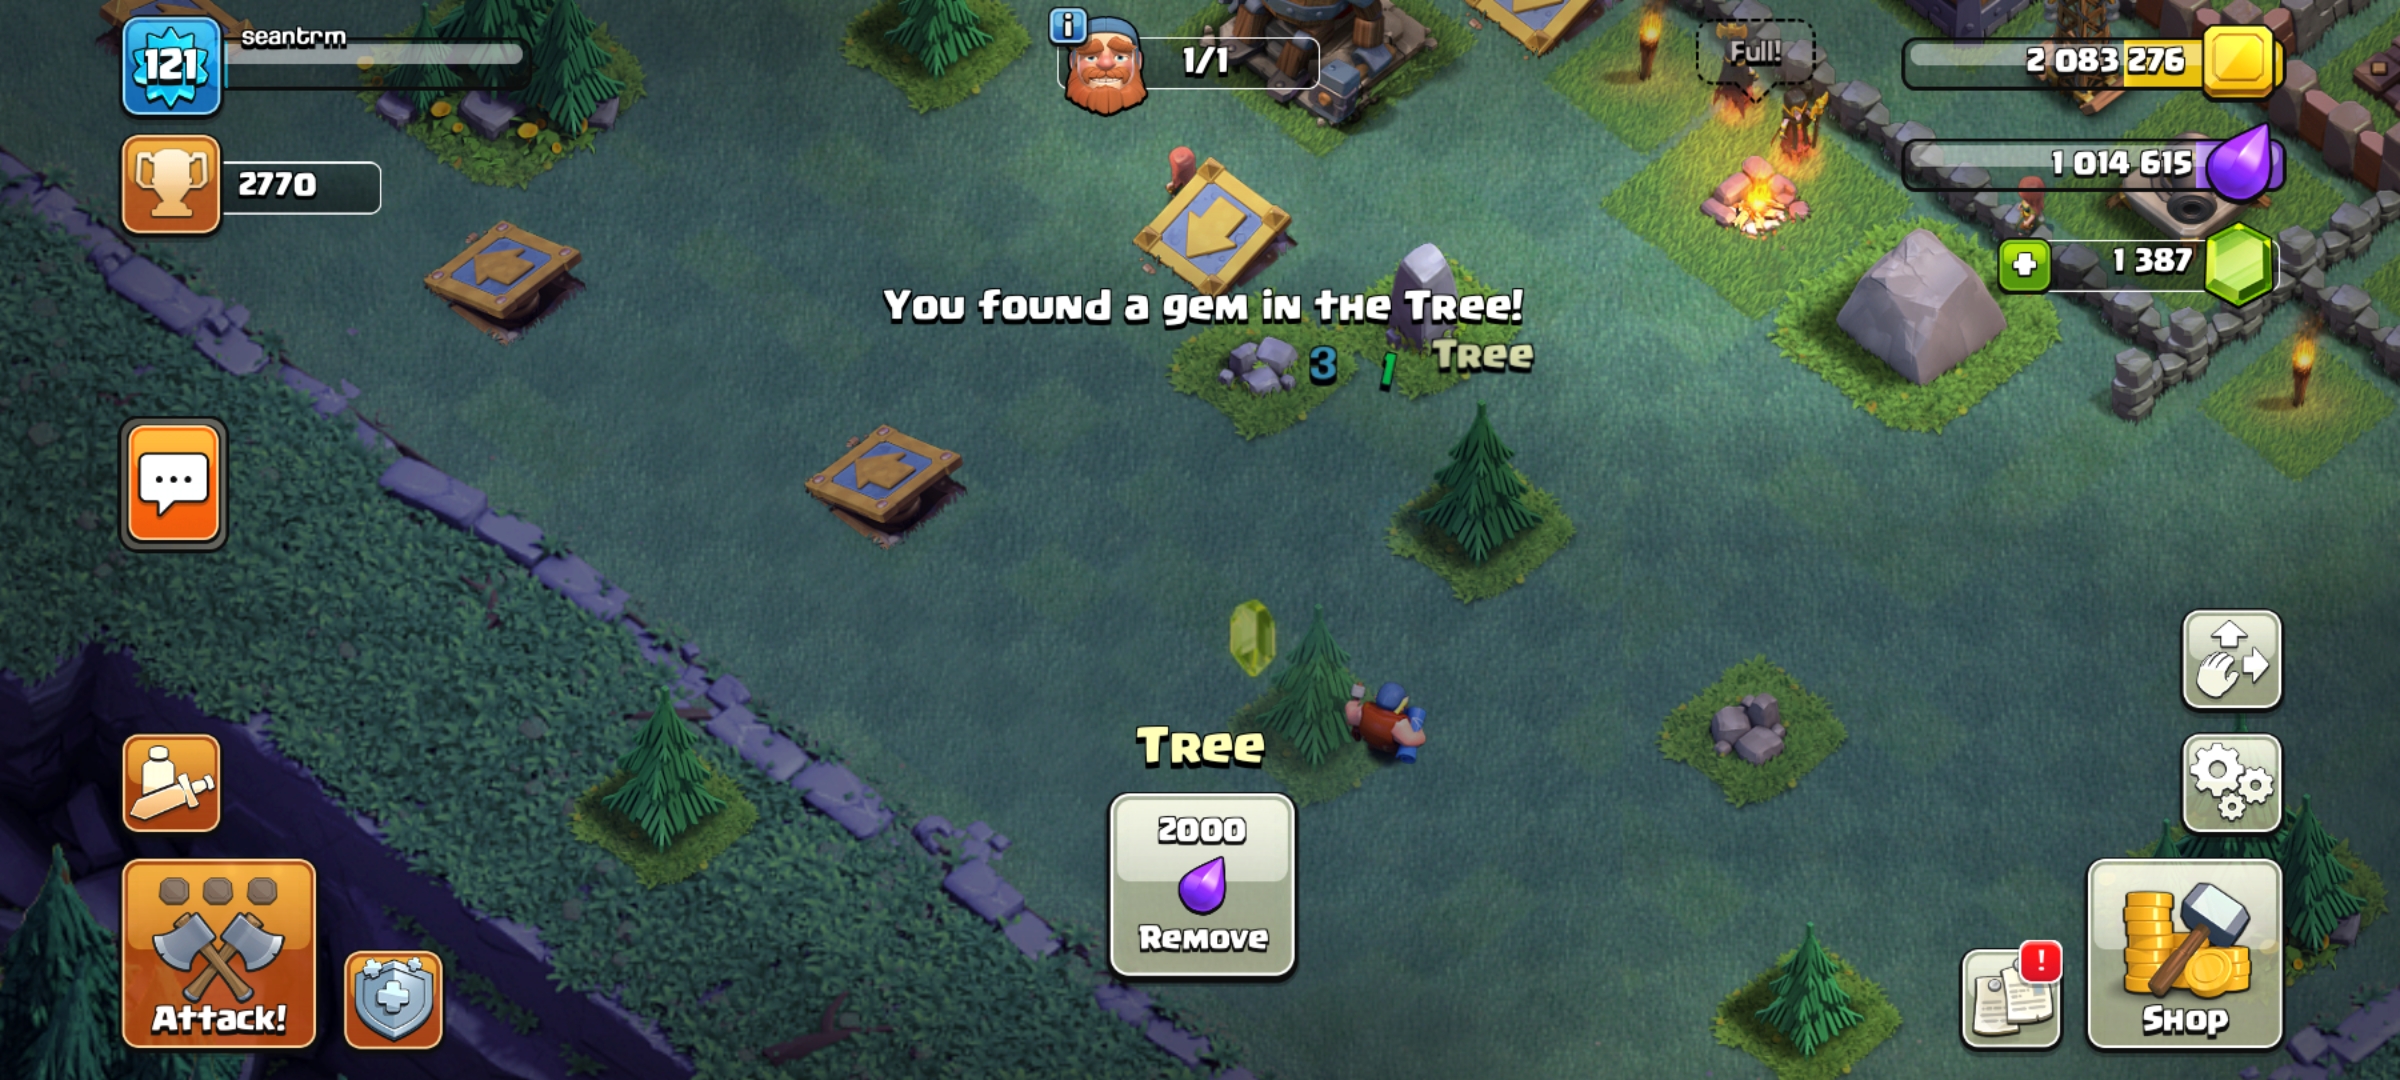 121
seantrm
2770
i
1/1
Full!
2 083 276
1 014 615
1 387
You found a gem in the Tree!
3
1
Tree
Tree
2000
Remove
Attack!
!
Shop